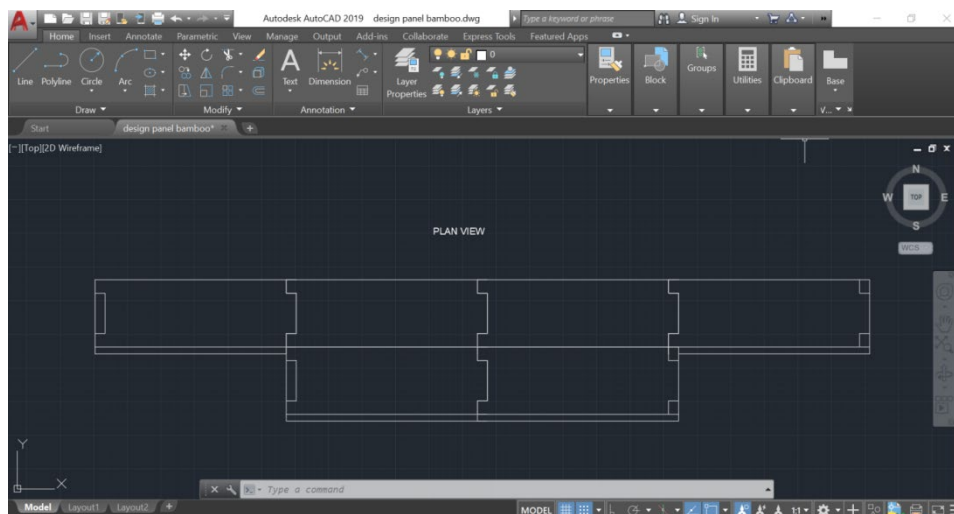 Autodesk AutoCAD 2019 design panel bamboo.dwg
Type a keyword or phrase
Sign In
Home Insert Annotate Parametric View Manage Output Add-ins Collaborate Express Tools Featured Apps
Line Polyline Circle Arc
Text Dimension
Layer
Properties
0
Properties Block Groups Utilities Clipboard Base
Draw Modify Annotation Layers V...
Start design panel bamboo*
[-][Top][2D Wireframe]
N
W TOP E
S
WCS
PLAN VIEW
Y
X
Type a command
Model Layout1 Layout2 +
MODEL 1:1